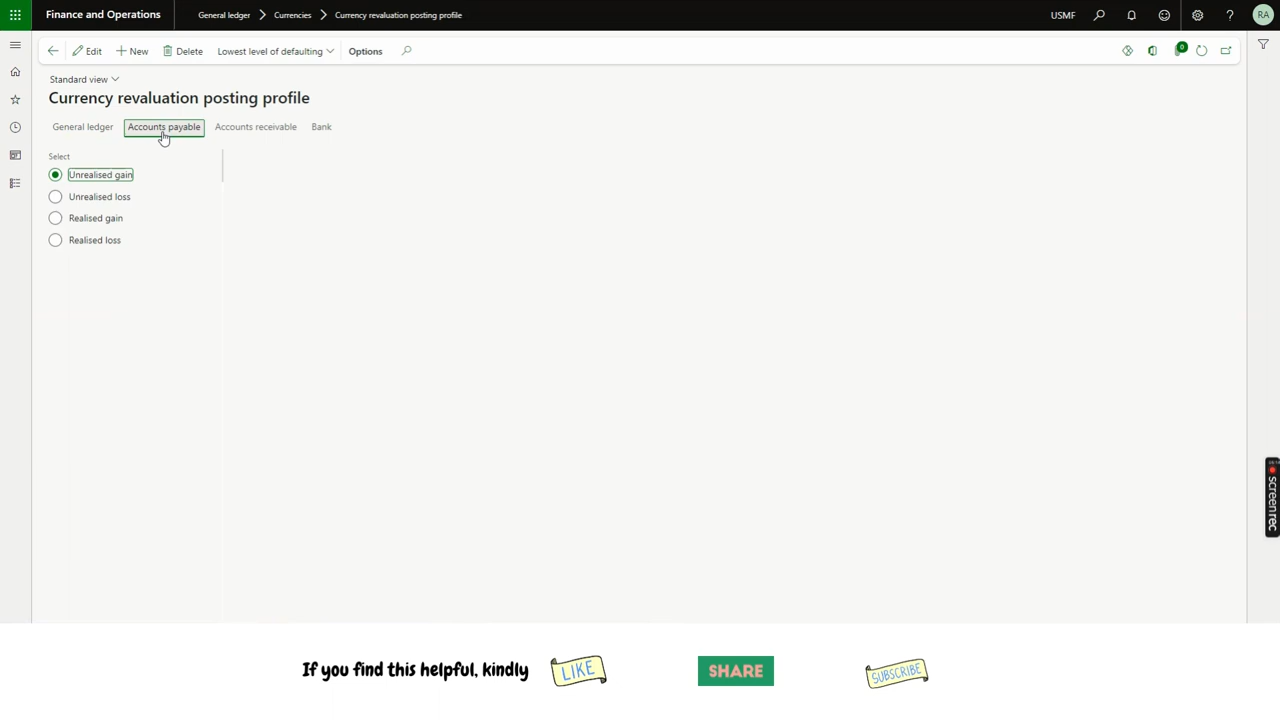 Finance and Operations
General ledger > Currencies > Currency revaluation posting profile
USMF
RA
Edit
New
Delete
Lowest level of defaulting
Options
0
Standard view
Currency revaluation posting profile
General ledger
Accounts payable
Accounts receivable
Bank
Select
Unrealised gain
Unrealised loss
Realised gain
Realised loss
screenrec
If you find this helpful, kindly
LIKE
SHARE
SUBSCRIBE